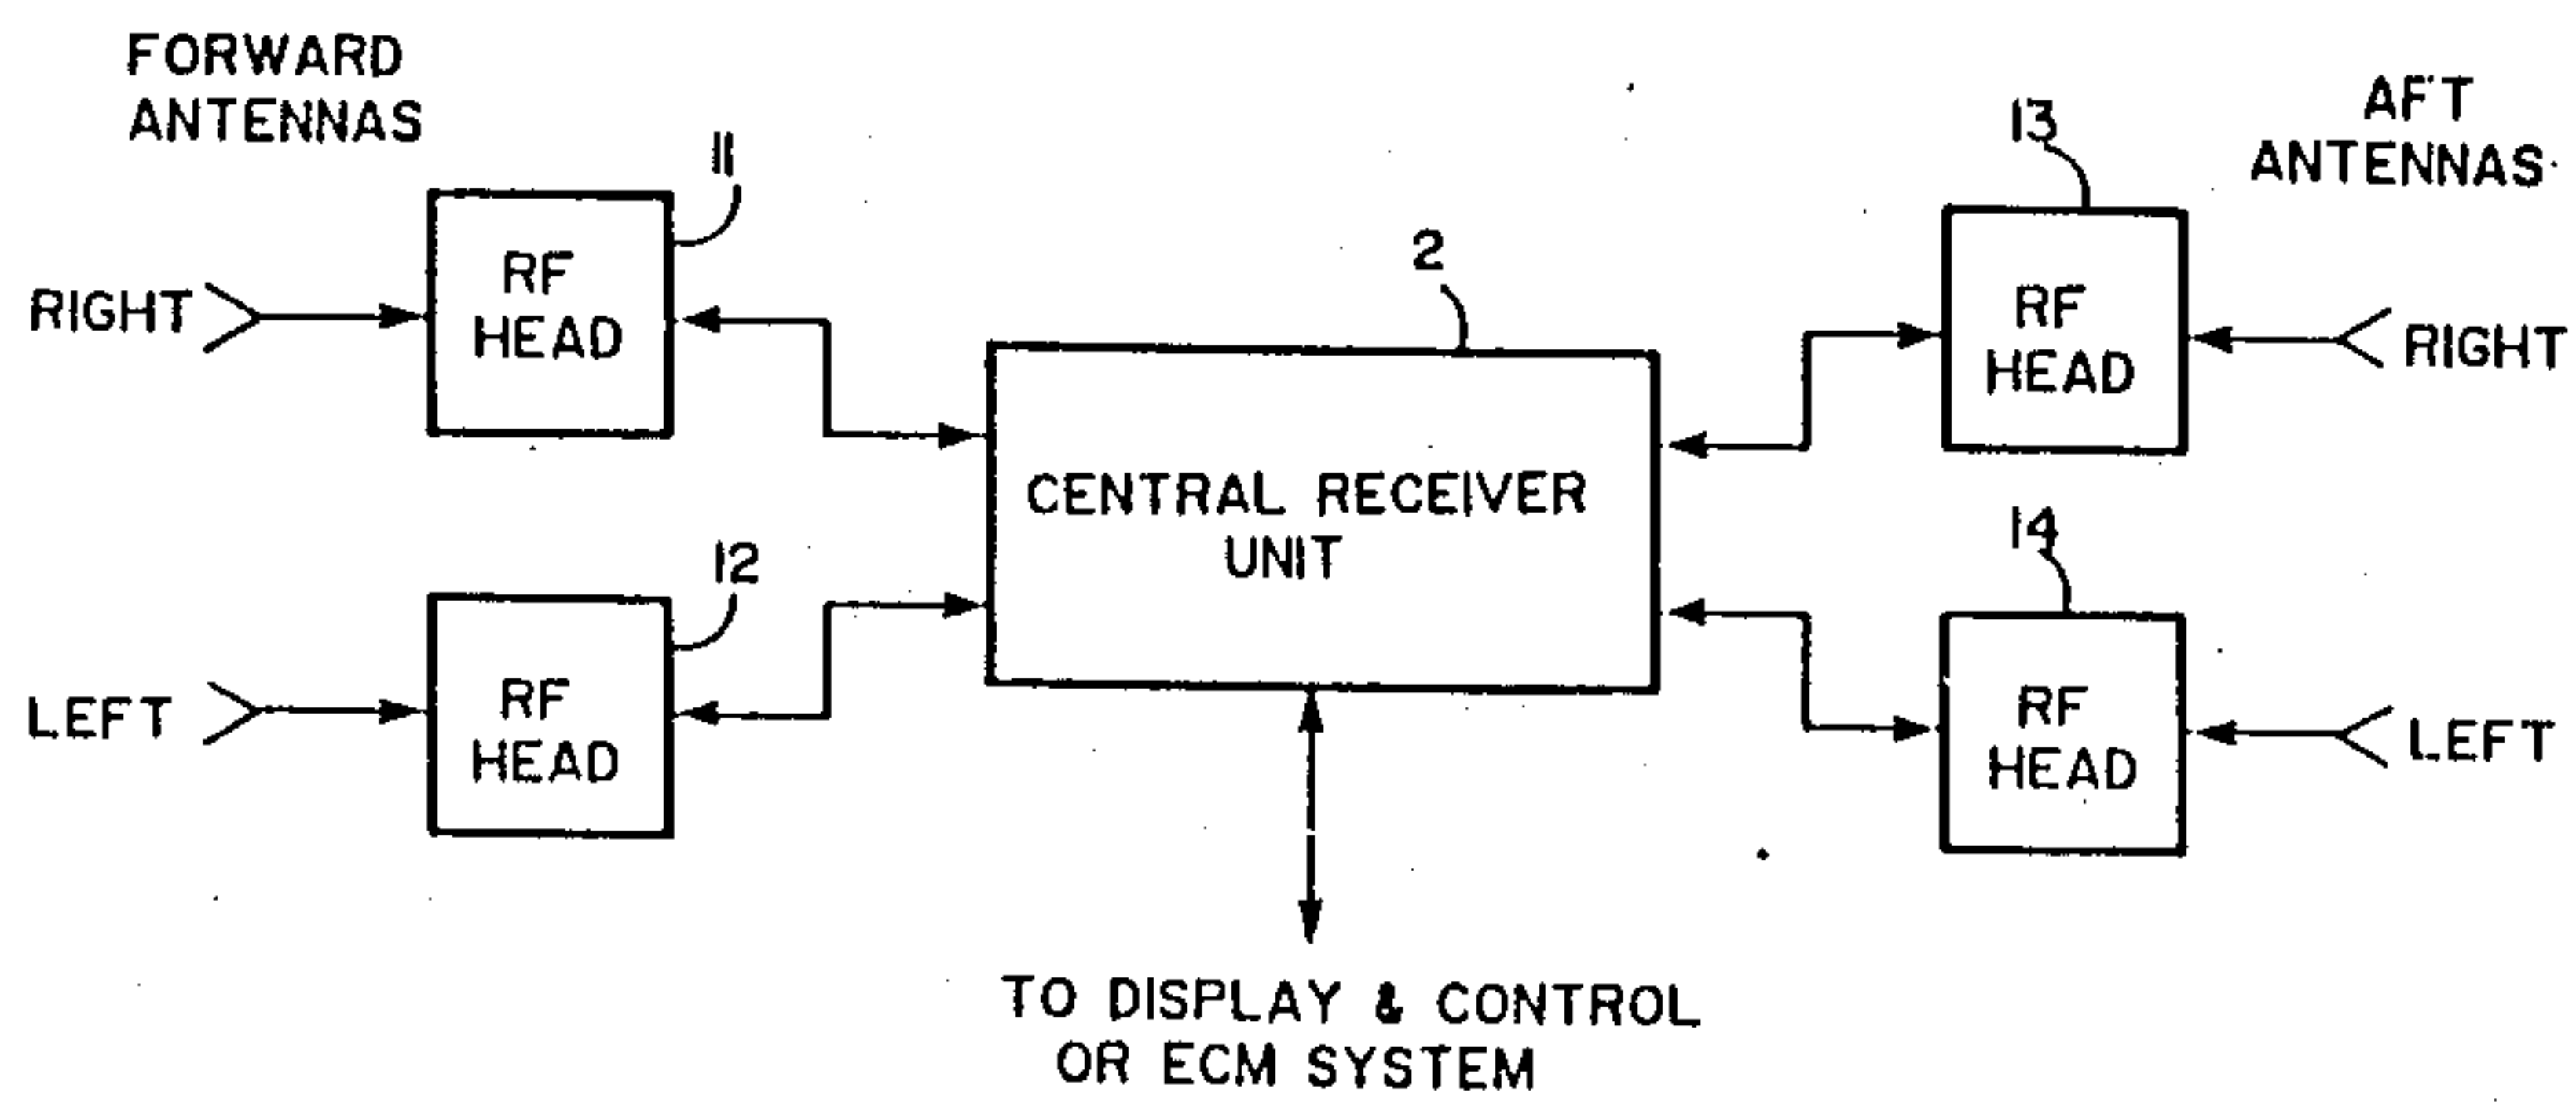 FORWARD
ANTENNAS
AFT
ANTENNAS
11
13
RF
HEAD
2
RF
HEAD
RIGHT
RIGHT
CENTRAL RECEIVER
UNIT
12
14
RF
HEAD
RF
HEAD
LEFT
LEFT
TO DISPLAY & CONTROL
OR ECM SYSTEM